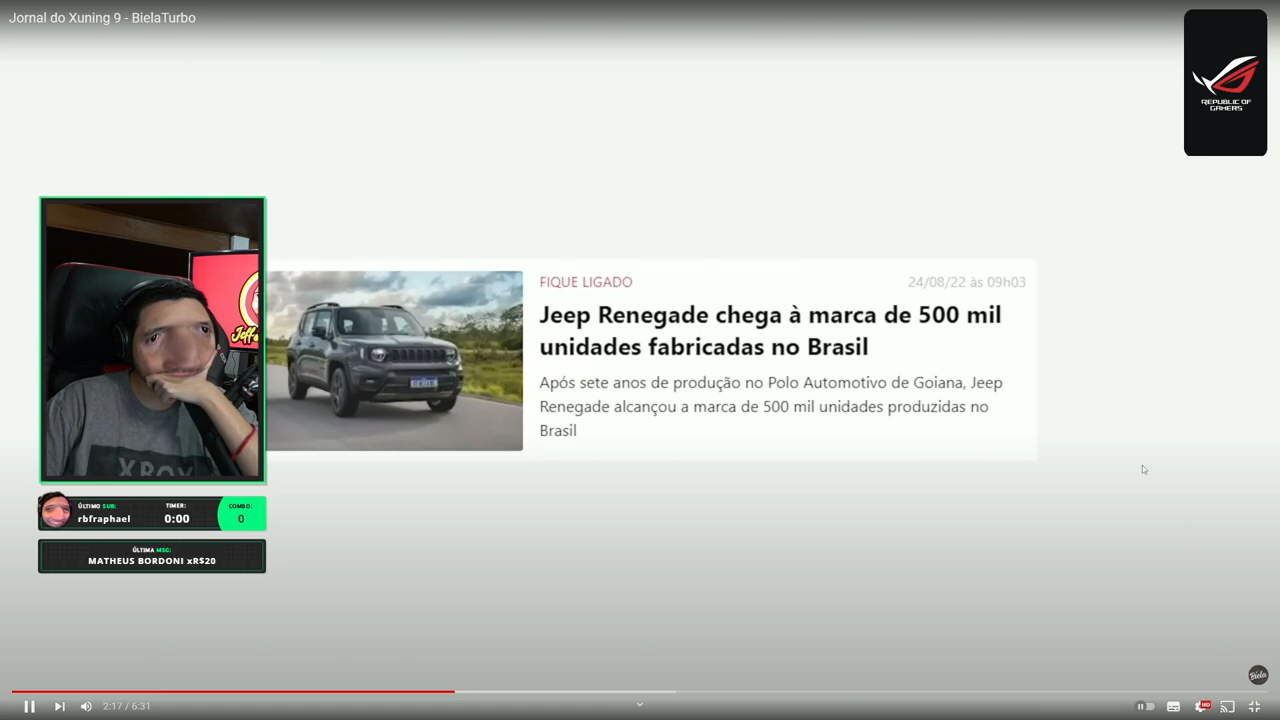 Jornal do Xuning 9 - BielaTurbo
REPUBLIC OF
GAMERS
FIQUE LIGADO
24/08/22 às 09h03
Jeep Renegade chega à marca de 500 mil
unidades fabricadas no Brasil
Após sete anos de produção no Polo Automotivo de Goiana, Jeep
Renegade alcançou a marca de 500 mil unidades produzidas no
Brasil
XBOX
ÚLTIMO SUB:
rbfraphael
TIMER:
0:00
COMBO:
0
ÚLTIMA MSG:
MATHEUS BORDONI xR$20
Biela
2:17 / 6:31
HD